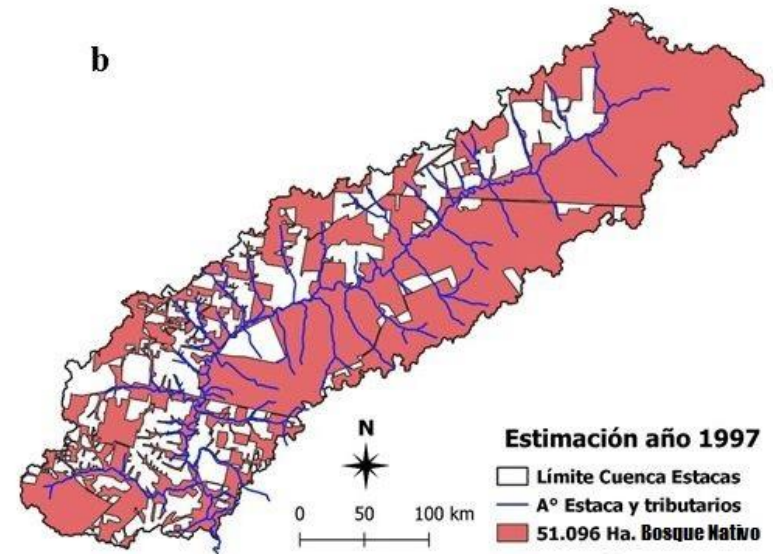 b
N
0 50 100 km
Estimación año 1997
Límite Cuenca Estacas
A° Estaca y tributarios
51.096 Ha. Bosque Nativo